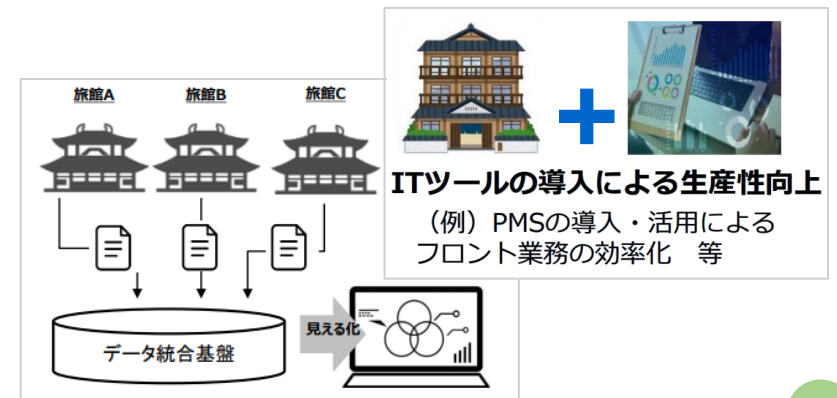 旅館A
旅館B
旅館C
データ統合基盤
見える化
ITツールの導入による生産性向上
（例）PMSの導入・活用による
フロント業務の効率化　等